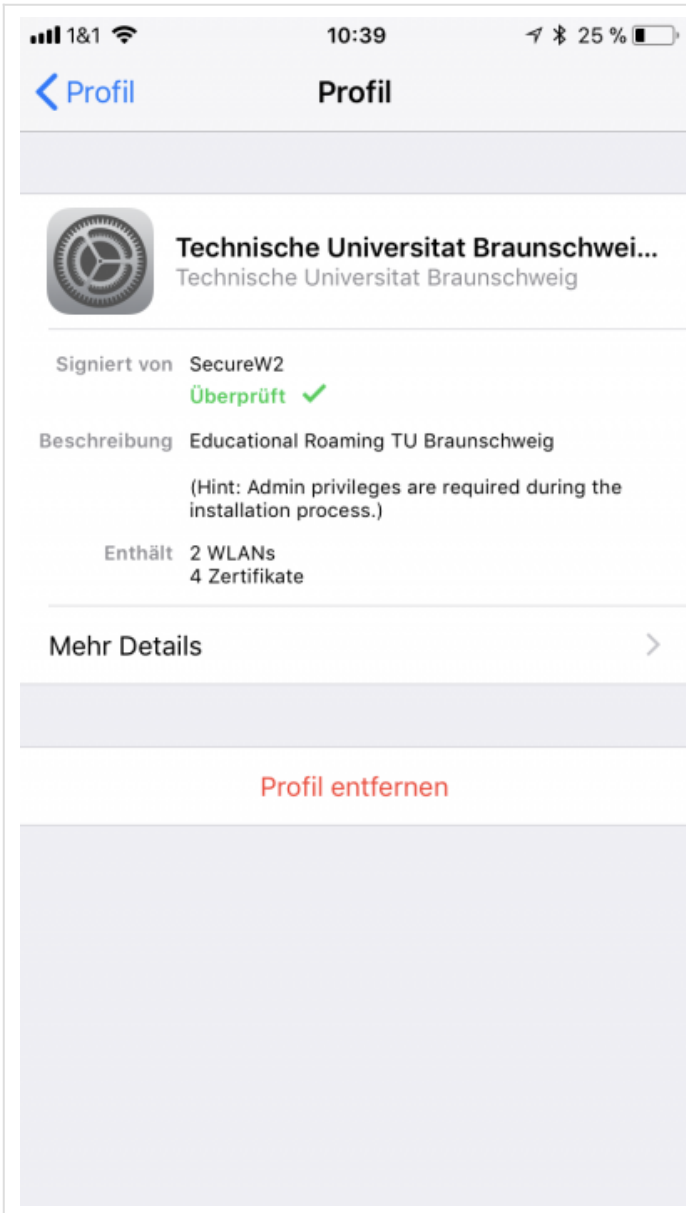 1&1 10:39 25 %
Profil Profil
Technische Universitat Braunschwei...
Technische Universitat Braunschweig
Signiert von SecureW2
Überprüft ✓
Beschreibung Educational Roaming TU Braunschweig
(Hint: Admin privileges are required during the
installation process.)
Enthält 2 WLANs
4 Zertifikate
Mehr Details
Profil entfernen